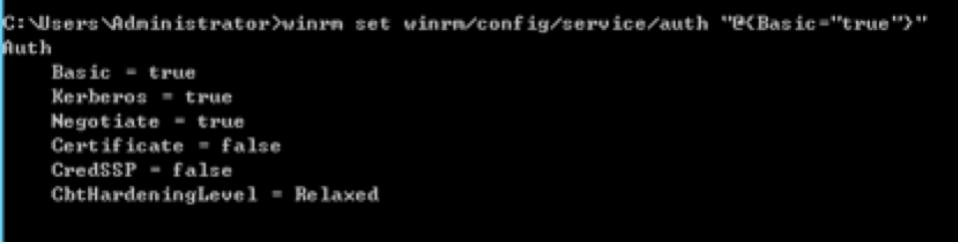 C:\Users\Administrator>winrm set winrm/config/service/auth "@{Basic="true"}"
Auth
Basic = true
Kerberos = true
Negotiate = true
Certificate = false
CredSSP = false
CbtHardeningLevel = Relaxed